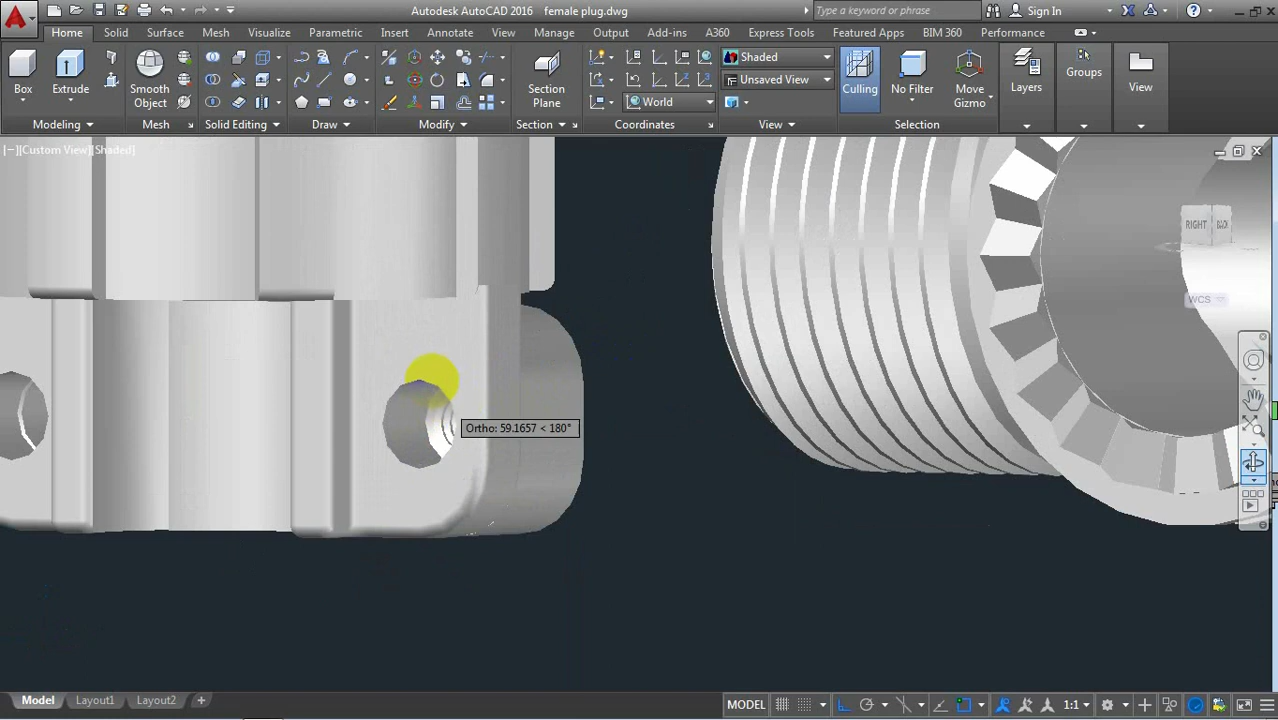 Autodesk AutoCAD 2016 female plug.dwg
Type a keyword or phrase
Sign In
Home Solid Surface Mesh Visualize Parametric Insert Annotate View Manage Output Add-ins A360 Express Tools Featured Apps BIM 360 Performance
Box
Extrude
Smooth
Object
Section
Plane
Shaded
Unsaved View
World
Culling
No Filter
Move
Gizmo
Layers
Groups
View
Modeling
Mesh
Solid Editing
Draw
Modify
Section
Coordinates
View
Selection
[−][Custom View][Shaded]
RIGHT
BACK
WCS
Ortho: 59.1657 < 180°
Model Layout1 Layout2 +
MODEL
1:1